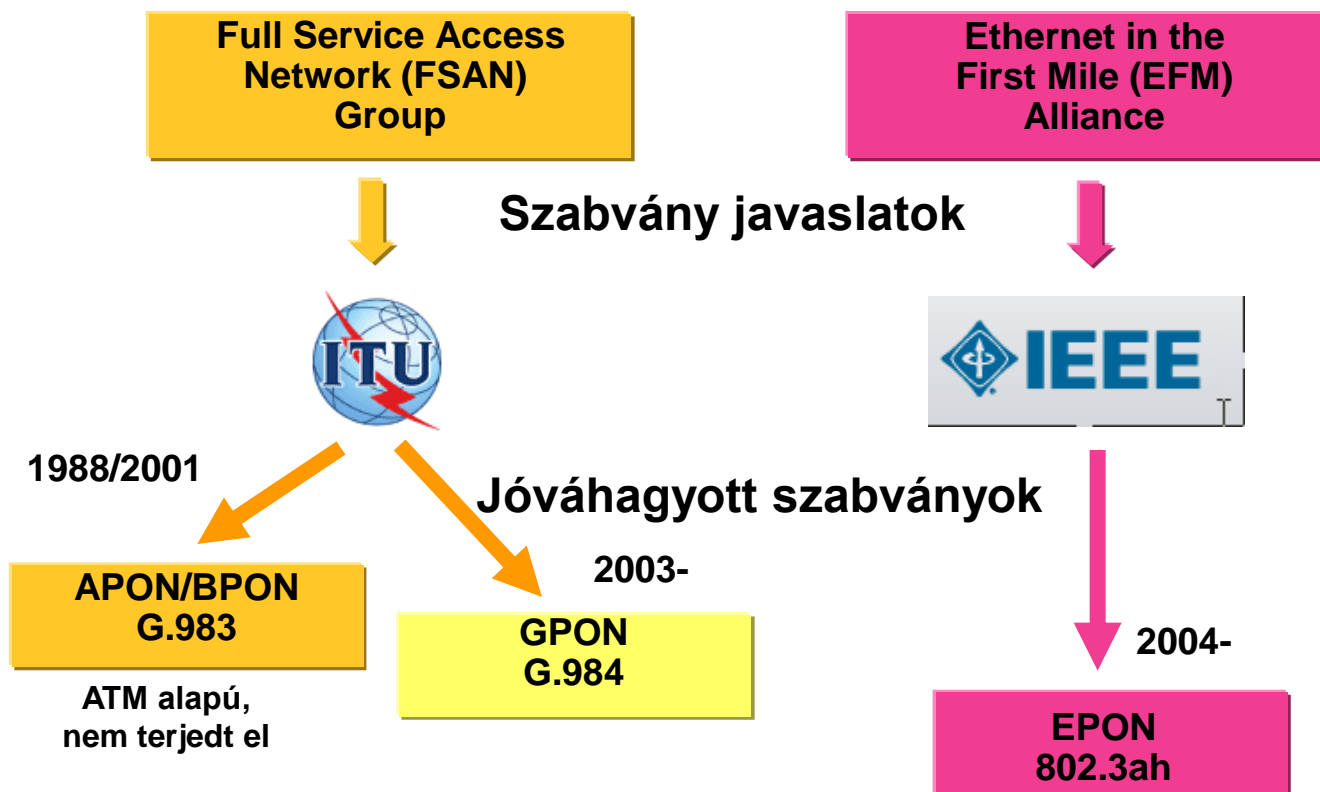 Full Service Access
Network (FSAN)
Group
Ethernet in the
First Mile (EFM)
Alliance
Szabvány javaslatok
ITU
IEEE
1988/2001
Jóváhagyott szabványok
2003-
APON/BPON
G.983
GPON
G.984
2004-
ATM alapú,
nem terjedt el
EPON
802.3ah